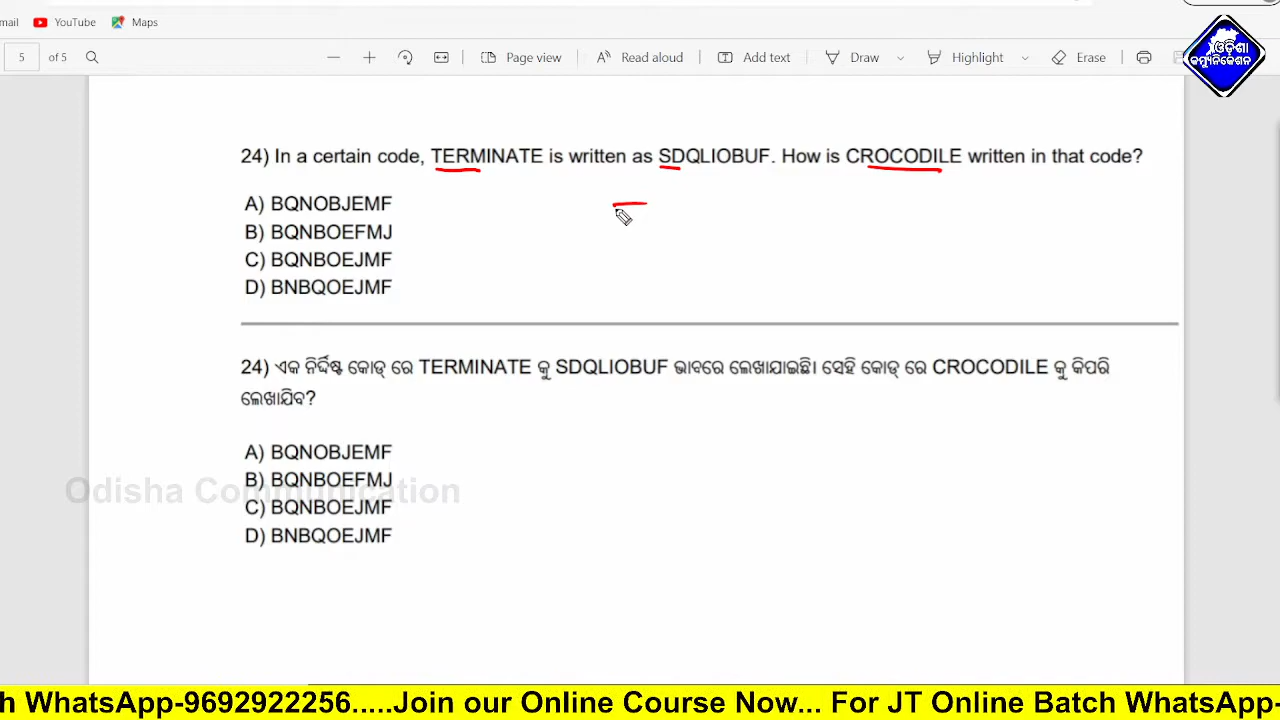 mail YouTube Maps
5 of 5 Page view Read aloud Add text Draw Highlight Erase
ଓଡ଼ିଶା
କମ୍ୟୁନିକେଶନ
24) In a certain code, TERMINATE is written as SDQLIOBUF. How is CROCODILE written in that code?
A) BQNOBJEMF
B) BQNBOEFMJ
C) BQNBOEJMF
D) BNBQOEJMF
24) ଏକ ନିର୍ଦ୍ଦିଷ୍ଟ କୋଡ୍ ରେ TERMINATE କୁ SDQLIOBUF ଭାବରେ ଲେଖାଯାଇଛି। ସେହି କୋଡ୍ ରେ CROCODILE କୁ କିପରି
ଲେଖାଯିବ?
A) BQNOBJEMF
B) BQNBOEFMJ
Odisha Communication
C) BQNBOEJMF
D) BNBQOEJMF
h WhatsApp-9692922256.....Join our Online Course Now... For JT Online Batch WhatsApp-